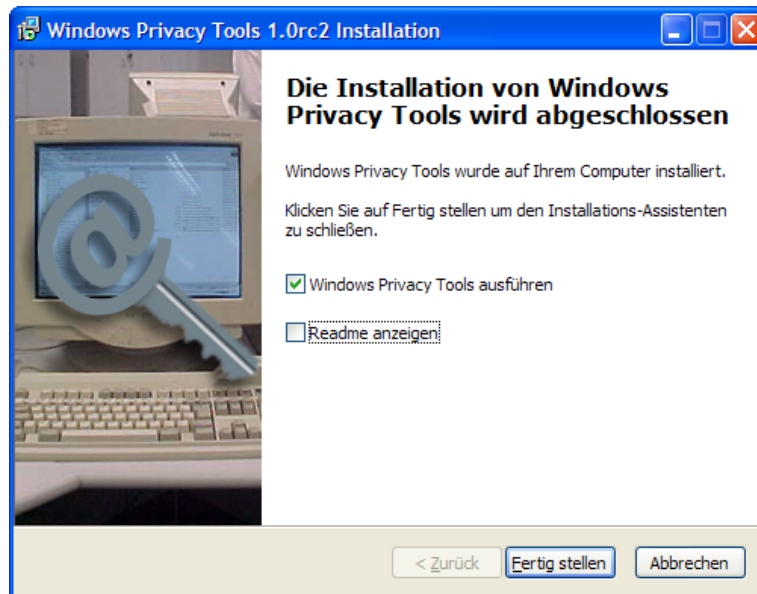 Windows Privacy Tools 1.0rc2 Installation
Die Installation von Windows
Privacy Tools wird abgeschlossen
Windows Privacy Tools wurde auf Ihrem Computer installiert.
Klicken Sie auf Fertig stellen um den Installations-Assistenten
zu schließen.
Windows Privacy Tools ausführen
Readme anzeigen
< Zurück
Fertig stellen
Abbrechen